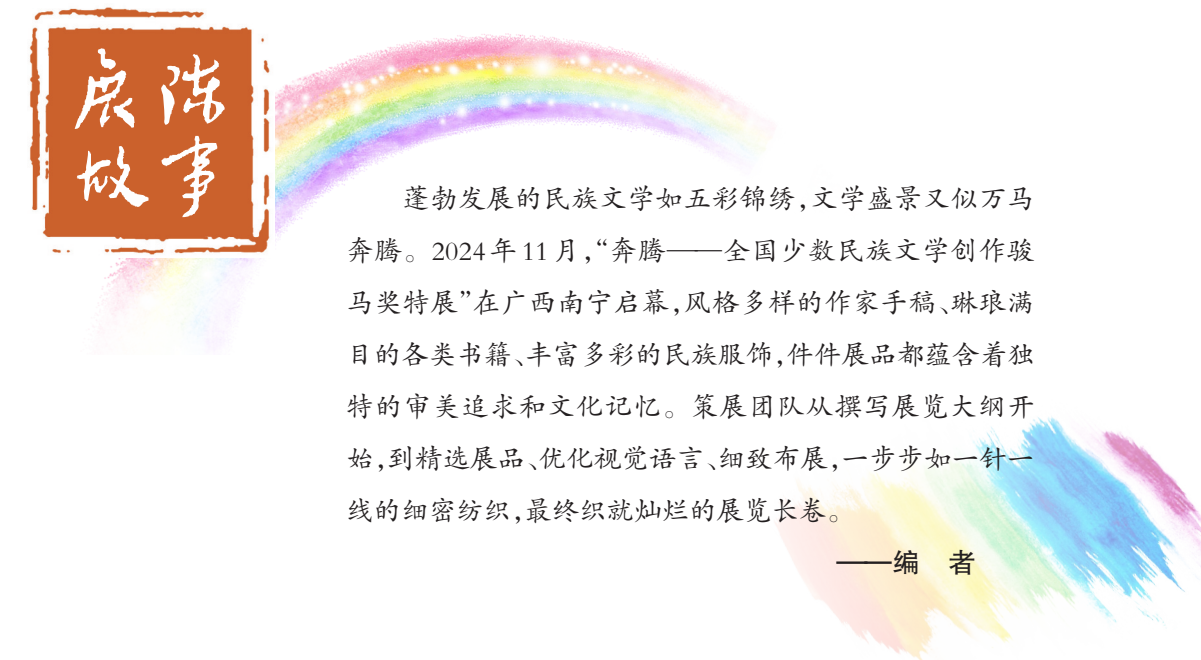 展陈
故事
蓬勃发展的民族文学如五彩锦绣,文学盛景又似万马
奔腾。2024年11月,“奔腾——全国少数民族文学创作骏
马奖特展”在广西南宁启幕,风格多样的作家手稿、琳琅满
目的各类书籍、丰富多彩的民族服饰,件件展品都蕴含着独
特的审美追求和文化记忆。策展团队从撰写展览大纲开
始,到精选展品、优化视觉语言、细致布展,一步步如一针一
线的细密纺织,最终织就灿烂的展览长卷。
——编　者